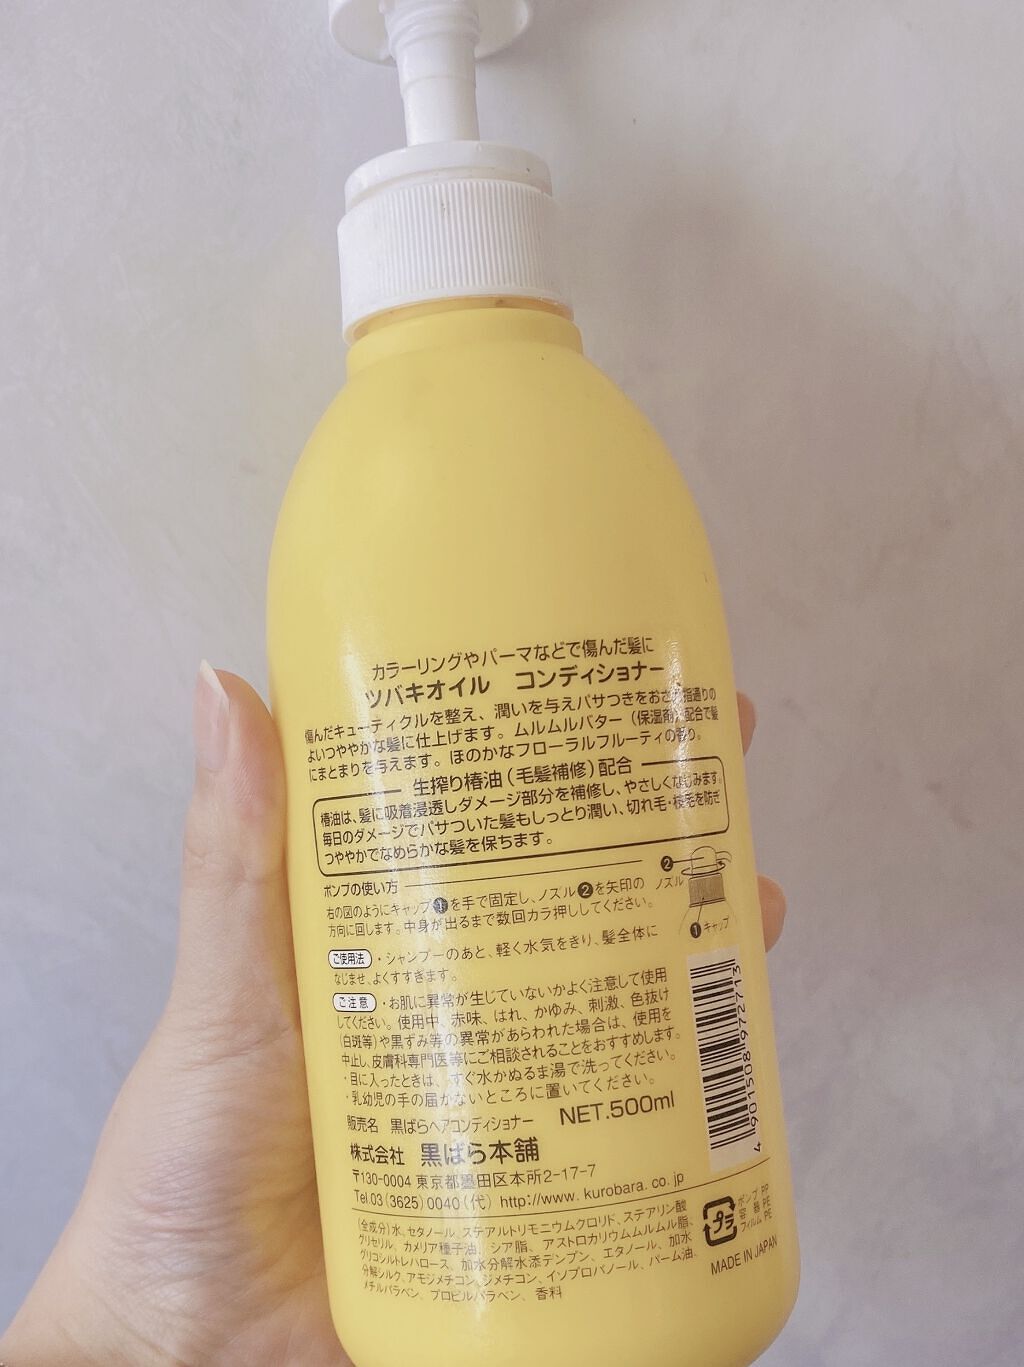 カラーリングやパーマなどで傷んだ髪に
ツバキオイル コンディショナー
傷んだキューティクルを整え、潤いを与えパサつきをおさえ指通りの
よいつややかな髪に仕上げます。ムルムルバター(保湿剤)配合で髪
にまとまりを与えます。ほのかなフローラルフルーティの香り。
生搾り椿油(毛髪補修)配合
椿油は、髪に吸着浸透しダメージ部分を補修し、やさしくなじみます。
毎日のダメージでパサついた髪もしっとり潤い、切れ毛・枝毛を防ぎ
つややかでなめらかな髪を保ちます。
ポンプの使い方
右の図のようにキャップ❶を手で固定し、ノズル❷を矢印の
方向に回します。中身が出るまで数回カラ押ししてください。
❷
ノズル
❶キャップ
ご使用法 ・シャンプーのあと、軽く水気をきり、髪全体に
なじませ、よくすすぎます。
ご注意 ・お肌に異常が生じていないかよく注意して使用
してください。使用中、赤味、はれ、かゆみ、刺激、色抜け
(白斑等)や黒ずみ等の異常があらわれた場合は、使用を
中止し、皮膚科専門医等にご相談されることをおすすめします。
・目に入ったときは、すぐ水かぬるま湯で洗ってください。
・乳幼児の手の届かないところに置いてください。
販売名 黒ばらヘアコンディショナー NET.500ml
株式会社 黒ばら本舗
〒130-0004 東京都墨田区本所2-17-7
Tel.03(3625)0040(代) http://www.kurobara.co.jp
4 901508 972713
(全成分)水、セタノール、ステアルトリモニウムクロリド、ステアリン酸
グリセリル、カメリア種子油、シア脂、アストロカリウムムルムル脂、
グリコシルトレハロース、加水分解水添デンプン、エタノール、加水
分解シルク、アモジメチコン、ジメチコン、イソプロパノール、パーム油、
メチルパラベン、プロピルパラベン、香料
プラ
ポンプ PP
容器 PE
フィルム PE
MADE IN JAPAN